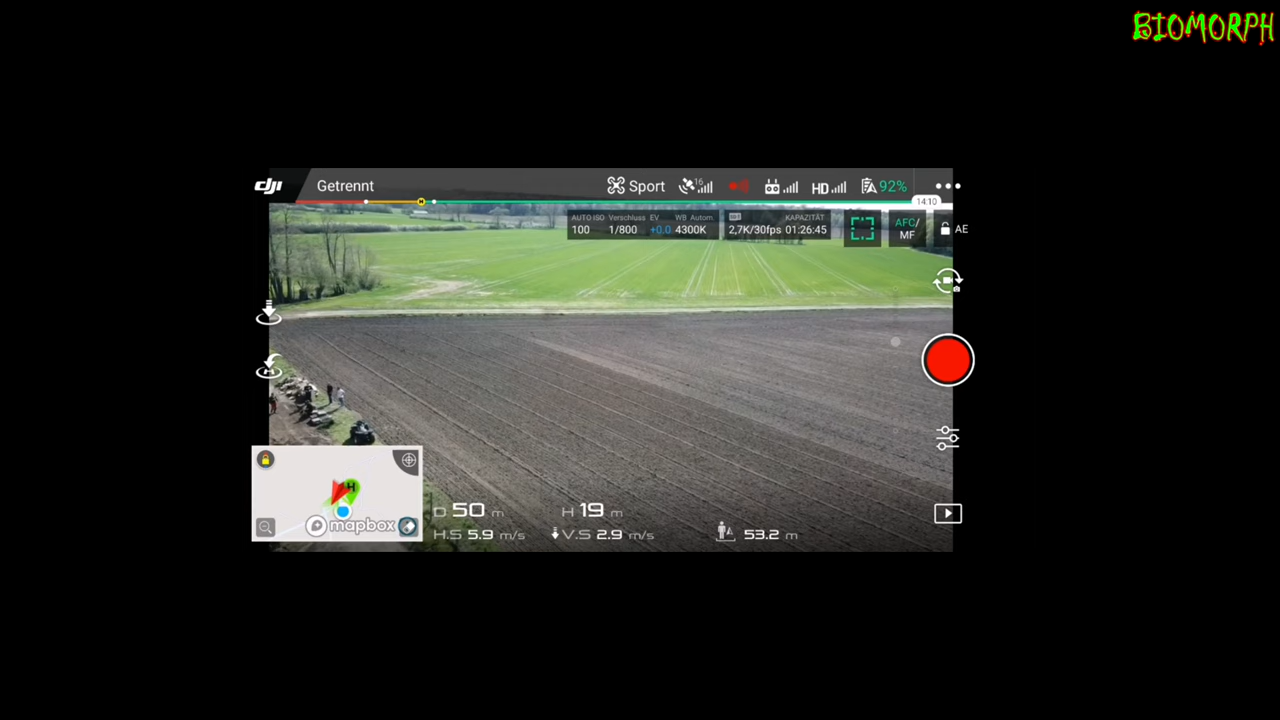 BIOMORPH
dji Getrennt Sport 16 HD 92%
H 14:10
AUTO ISO Verschluss EV WB Autom. KAPAZITÄT AFC/ AE
100 1/800 +0.0 4300K 2,7K/30fps 01:26:45 MF
H
H
mapbox
D 50 m H 19 m
H.S 5.9 m/s V.S 2.9 m/s 53.2 m